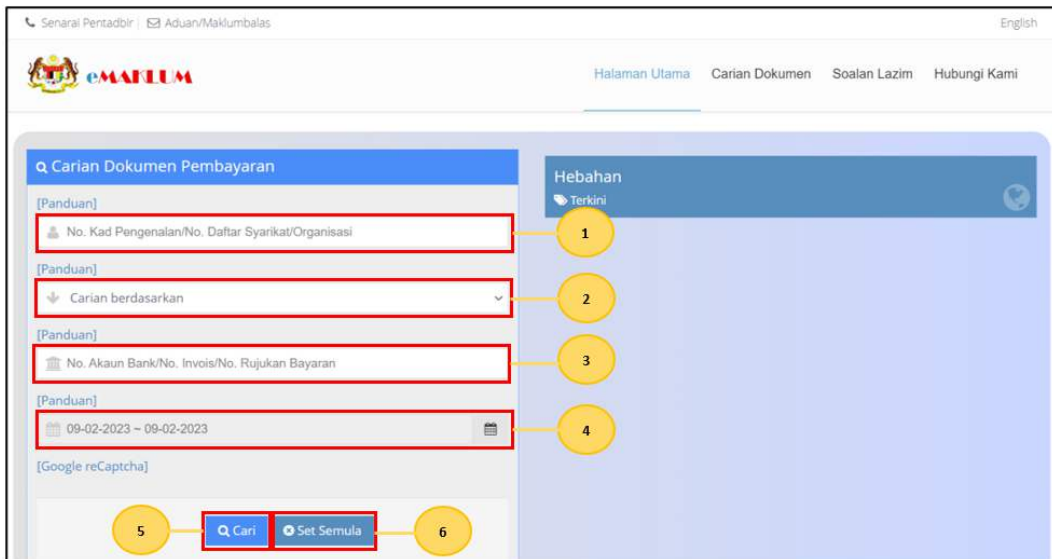 Senarai Pentadbir | Aduan/Maklumbalas English
eMAKLUM Halaman Utama Carian Dokumen Soalan Lazim Hubungi Kami
Carian Dokumen Pembayaran
Hebahan
Terkini
[Panduan]
No. Kad Pengenalan/No. Daftar Syarikat/Organisasi
1
[Panduan]
Carian berdasarkan
2
[Panduan]
No. Akaun Bank/No. Invois/No. Rujukan Bayaran
3
[Panduan]
09-02-2023 ~ 09-02-2023
4
[Google reCaptcha]
5 Cari Set Semula 6